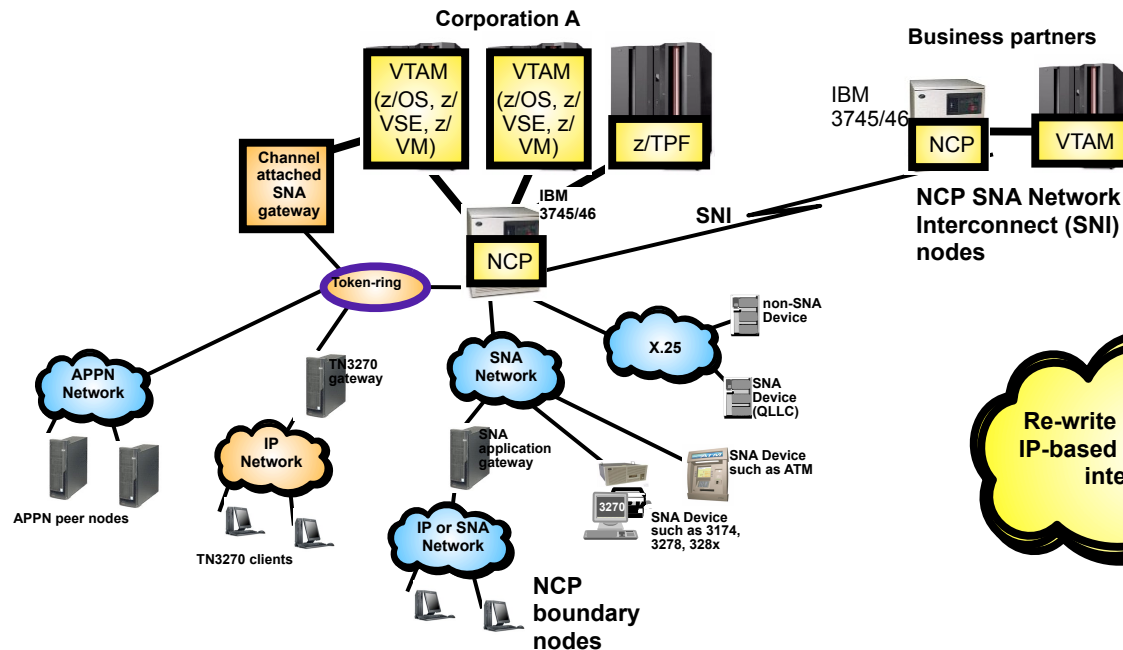 Corporation A
Business partners
VTAM
(z/OS, z/
VSE, z/
VM)
VTAM
(z/OS, z/
VSE, z/
VM)
z/TPF
IBM
3745/46
NCP
VTAM
Channel
attached
SNA
gateway
IBM
3745/46
SNI
NCP SNA Network
Interconnect (SNI)
nodes
NCP
Token-ring
non-SNA
Device
X.25
APPN
Network
TN3270
gateway
SNA
Network
SNA
Device
(QLLC)
Re-write
IP-based
inte
IP
Network
SNA
application
gateway
SNA Device
such as ATM
3270
APPN peer nodes
SNA Device
such as 3174,
3278, 328x
IP or SNA
Network
TN3270 clients
NCP
boundary
nodes